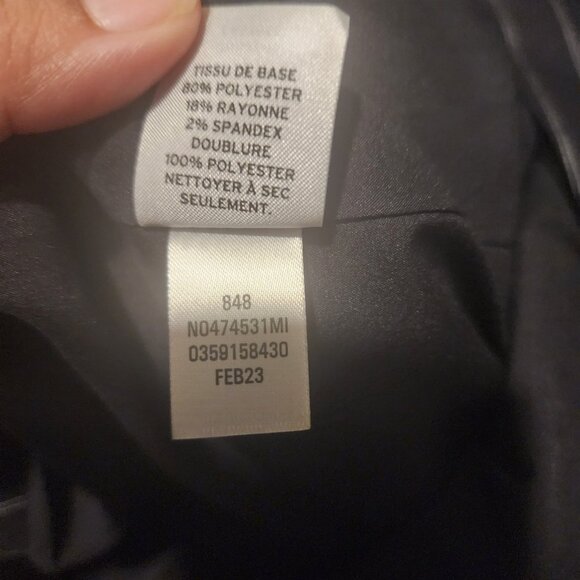 TISSU DE BASE
80% POLYESTER
18% RAYONNE
2% SPANDEX
DOUBLURE
100% POLYESTER
NETTOYER À SEC
SEULEMENT.
848
N0474531MI
0359158430
FEB23